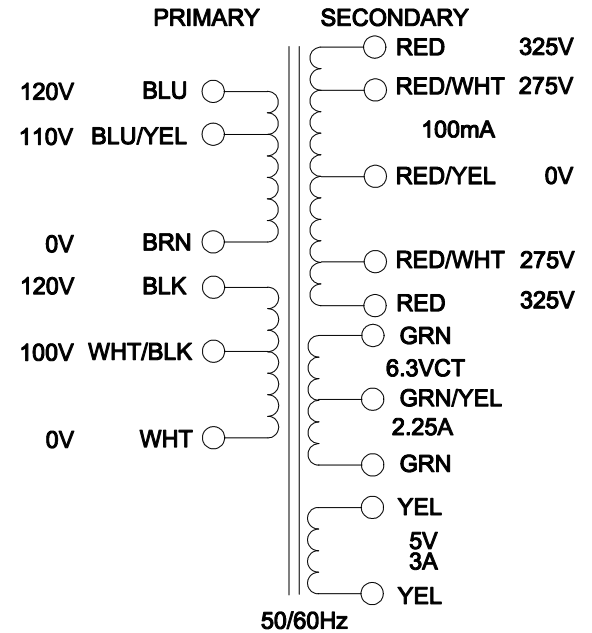 PRIMARY SECONDARY
RED 325V
120V BLU RED/WHT 275V
100mA
110V BLU/YEL
RED/YEL 0V
0V BRN
RED/WHT 275V
120V BLK
RED 325V
GRN
100V WHT/BLK
6.3VCT
GRN/YEL
2.25A
0V WHT
GRN
YEL
5V
3A
YEL
50/60Hz